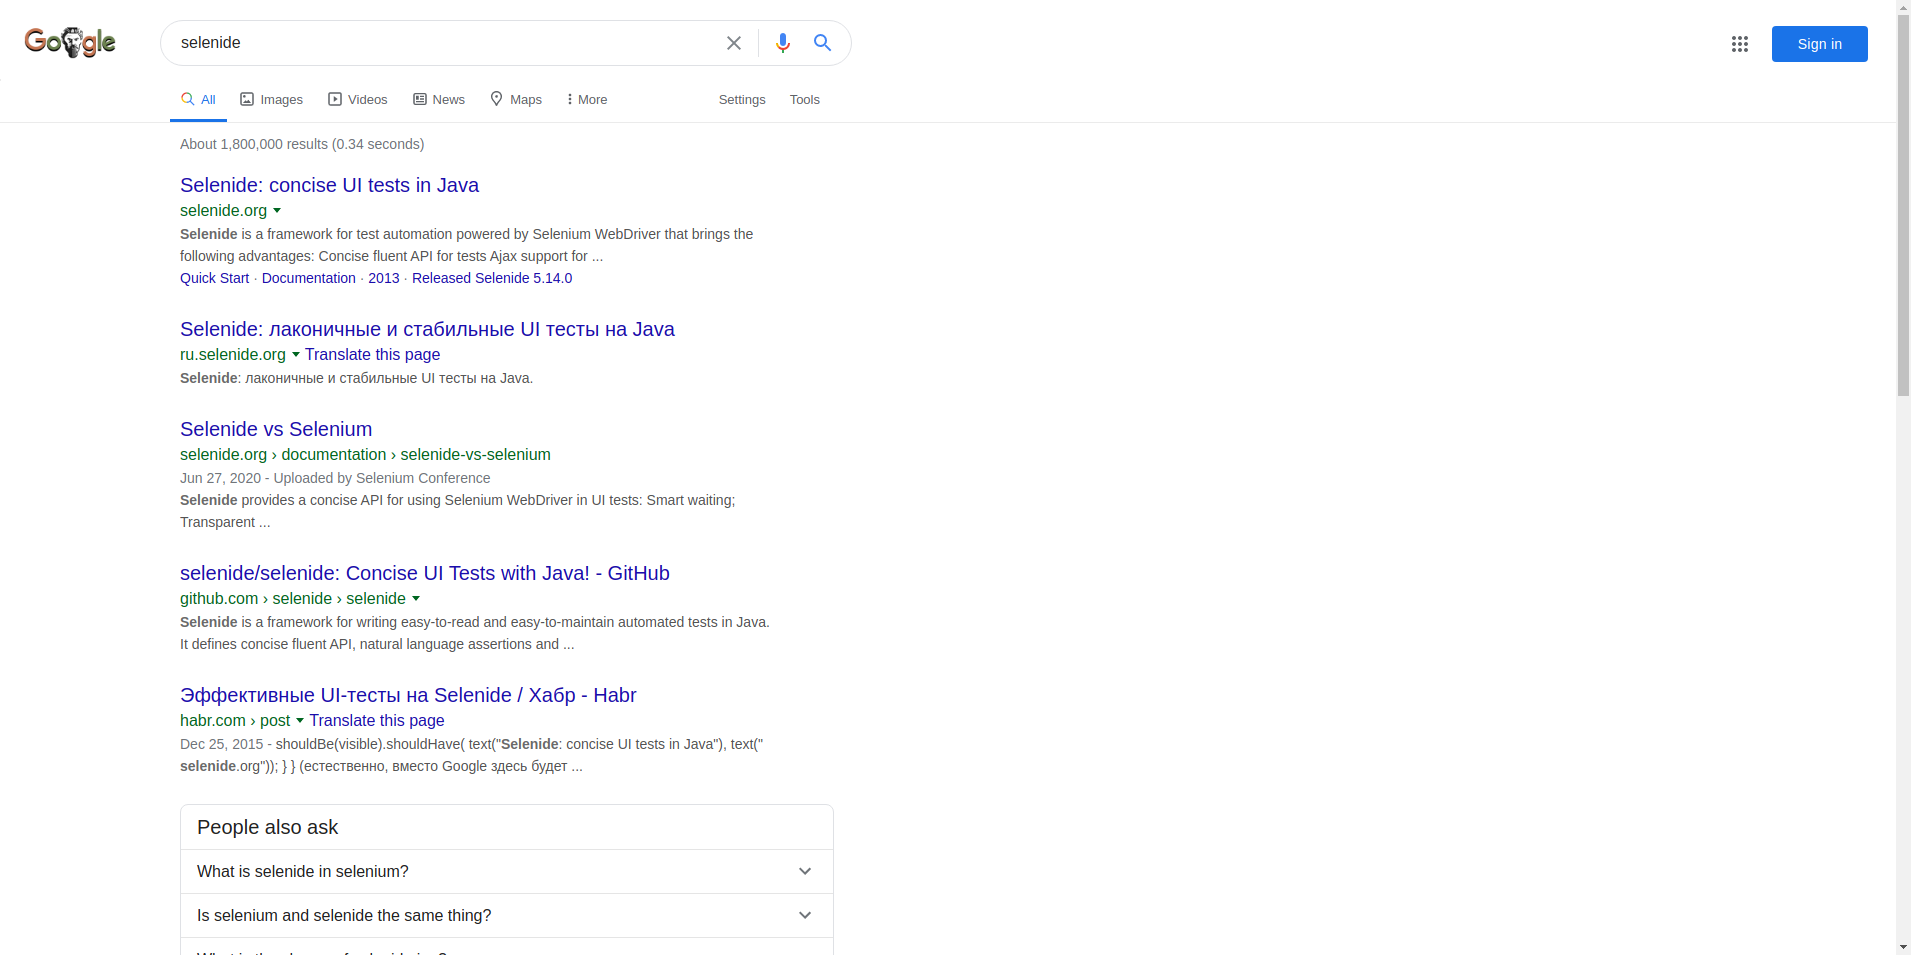 Google
selenide
Sign in
All Images Videos News Maps More Settings Tools
About 1,800,000 results (0.34 seconds)
Selenide: concise UI tests in Java
selenide.org
Selenide is a framework for test automation powered by Selenium WebDriver that brings the
following advantages: Concise fluent API for tests Ajax support for ...
Quick Start · Documentation · 2013 · Released Selenide 5.14.0
Selenide: лаконичные и стабильные UI тесты на Java
ru.selenide.org Translate this page
Selenide: лаконичные и стабильные UI тесты на Java.
Selenide vs Selenium
selenide.org › documentation › selenide-vs-selenium
Jun 27, 2020 - Uploaded by Selenium Conference
Selenide provides a concise API for using Selenium WebDriver in UI tests: Smart waiting;
Transparent ...
selenide/selenide: Concise UI Tests with Java! - GitHub
github.com › selenide › selenide
Selenide is a framework for writing easy-to-read and easy-to-maintain automated tests in Java.
It defines concise fluent API, natural language assertions and ...
Эффективные UI-тесты на Selenide / Хабр - Habr
habr.com › post Translate this page
Dec 25, 2015 - shouldBe(visible).shouldHave( text("Selenide: concise UI tests in Java"), text("
selenide.org")); } } (естественно, вместо Google здесь будет ...
People also ask
What is selenide in selenium?
Is selenium and selenide the same thing?